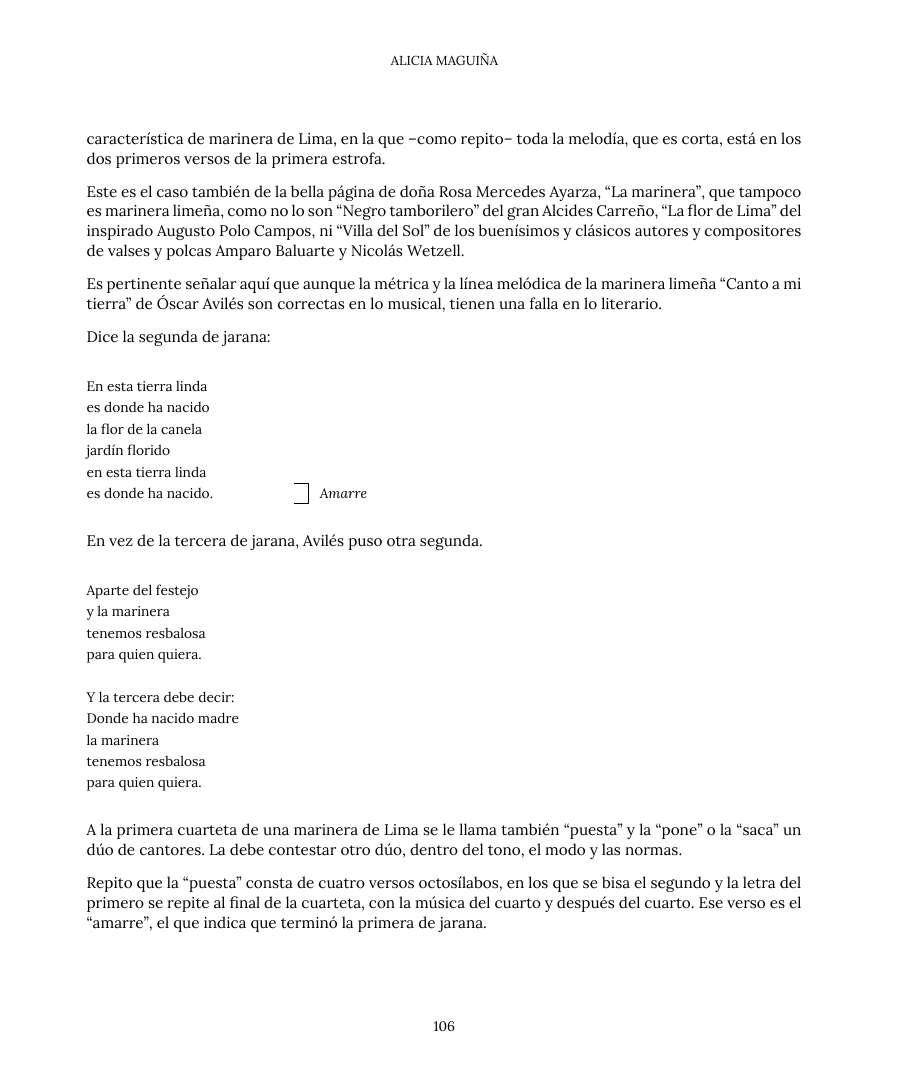 ALICIA MAGUIÑA
característica de marinera de Lima, en la que –como repito– toda la melodía, que es corta, está en los
dos primeros versos de la primera estrofa.
Este es el caso también de la bella página de doña Rosa Mercedes Ayarza, “La marinera”, que tampoco
es marinera limeña, como no lo son “Negro tamborilero” del gran Alcides Carreño, “La flor de Lima” del
inspirado Augusto Polo Campos, ni “Villa del Sol” de los buenísimos y clásicos autores y compositores
de valses y polcas Amparo Baluarte y Nicolás Wetzell.
Es pertinente señalar aquí que aunque la métrica y la línea melódica de la marinera limeña “Canto a mi
tierra” de Óscar Avilés son correctas en lo musical, tienen una falla en lo literario.
Dice la segunda de jarana:
En esta tierra linda
es donde ha nacido
la flor de la canela
jardín florido
en esta tierra linda
es donde ha nacido. Amarre
En vez de la tercera de jarana, Avilés puso otra segunda.
Aparte del festejo
y la marinera
tenemos resbalosa
para quien quiera.
Y la tercera debe decir:
Donde ha nacido madre
la marinera
tenemos resbalosa
para quien quiera.
A la primera cuarteta de una marinera de Lima se le llama también “puesta” y la “pone” o la “saca” un
dúo de cantores. La debe contestar otro dúo, dentro del tono, el modo y las normas.
Repito que la “puesta” consta de cuatro versos octosílabos, en los que se bisa el segundo y la letra del
primero se repite al final de la cuarteta, con la música del cuarto y después del cuarto. Ese verso es el
“amarre”, el que indica que terminó la primera de jarana.
106